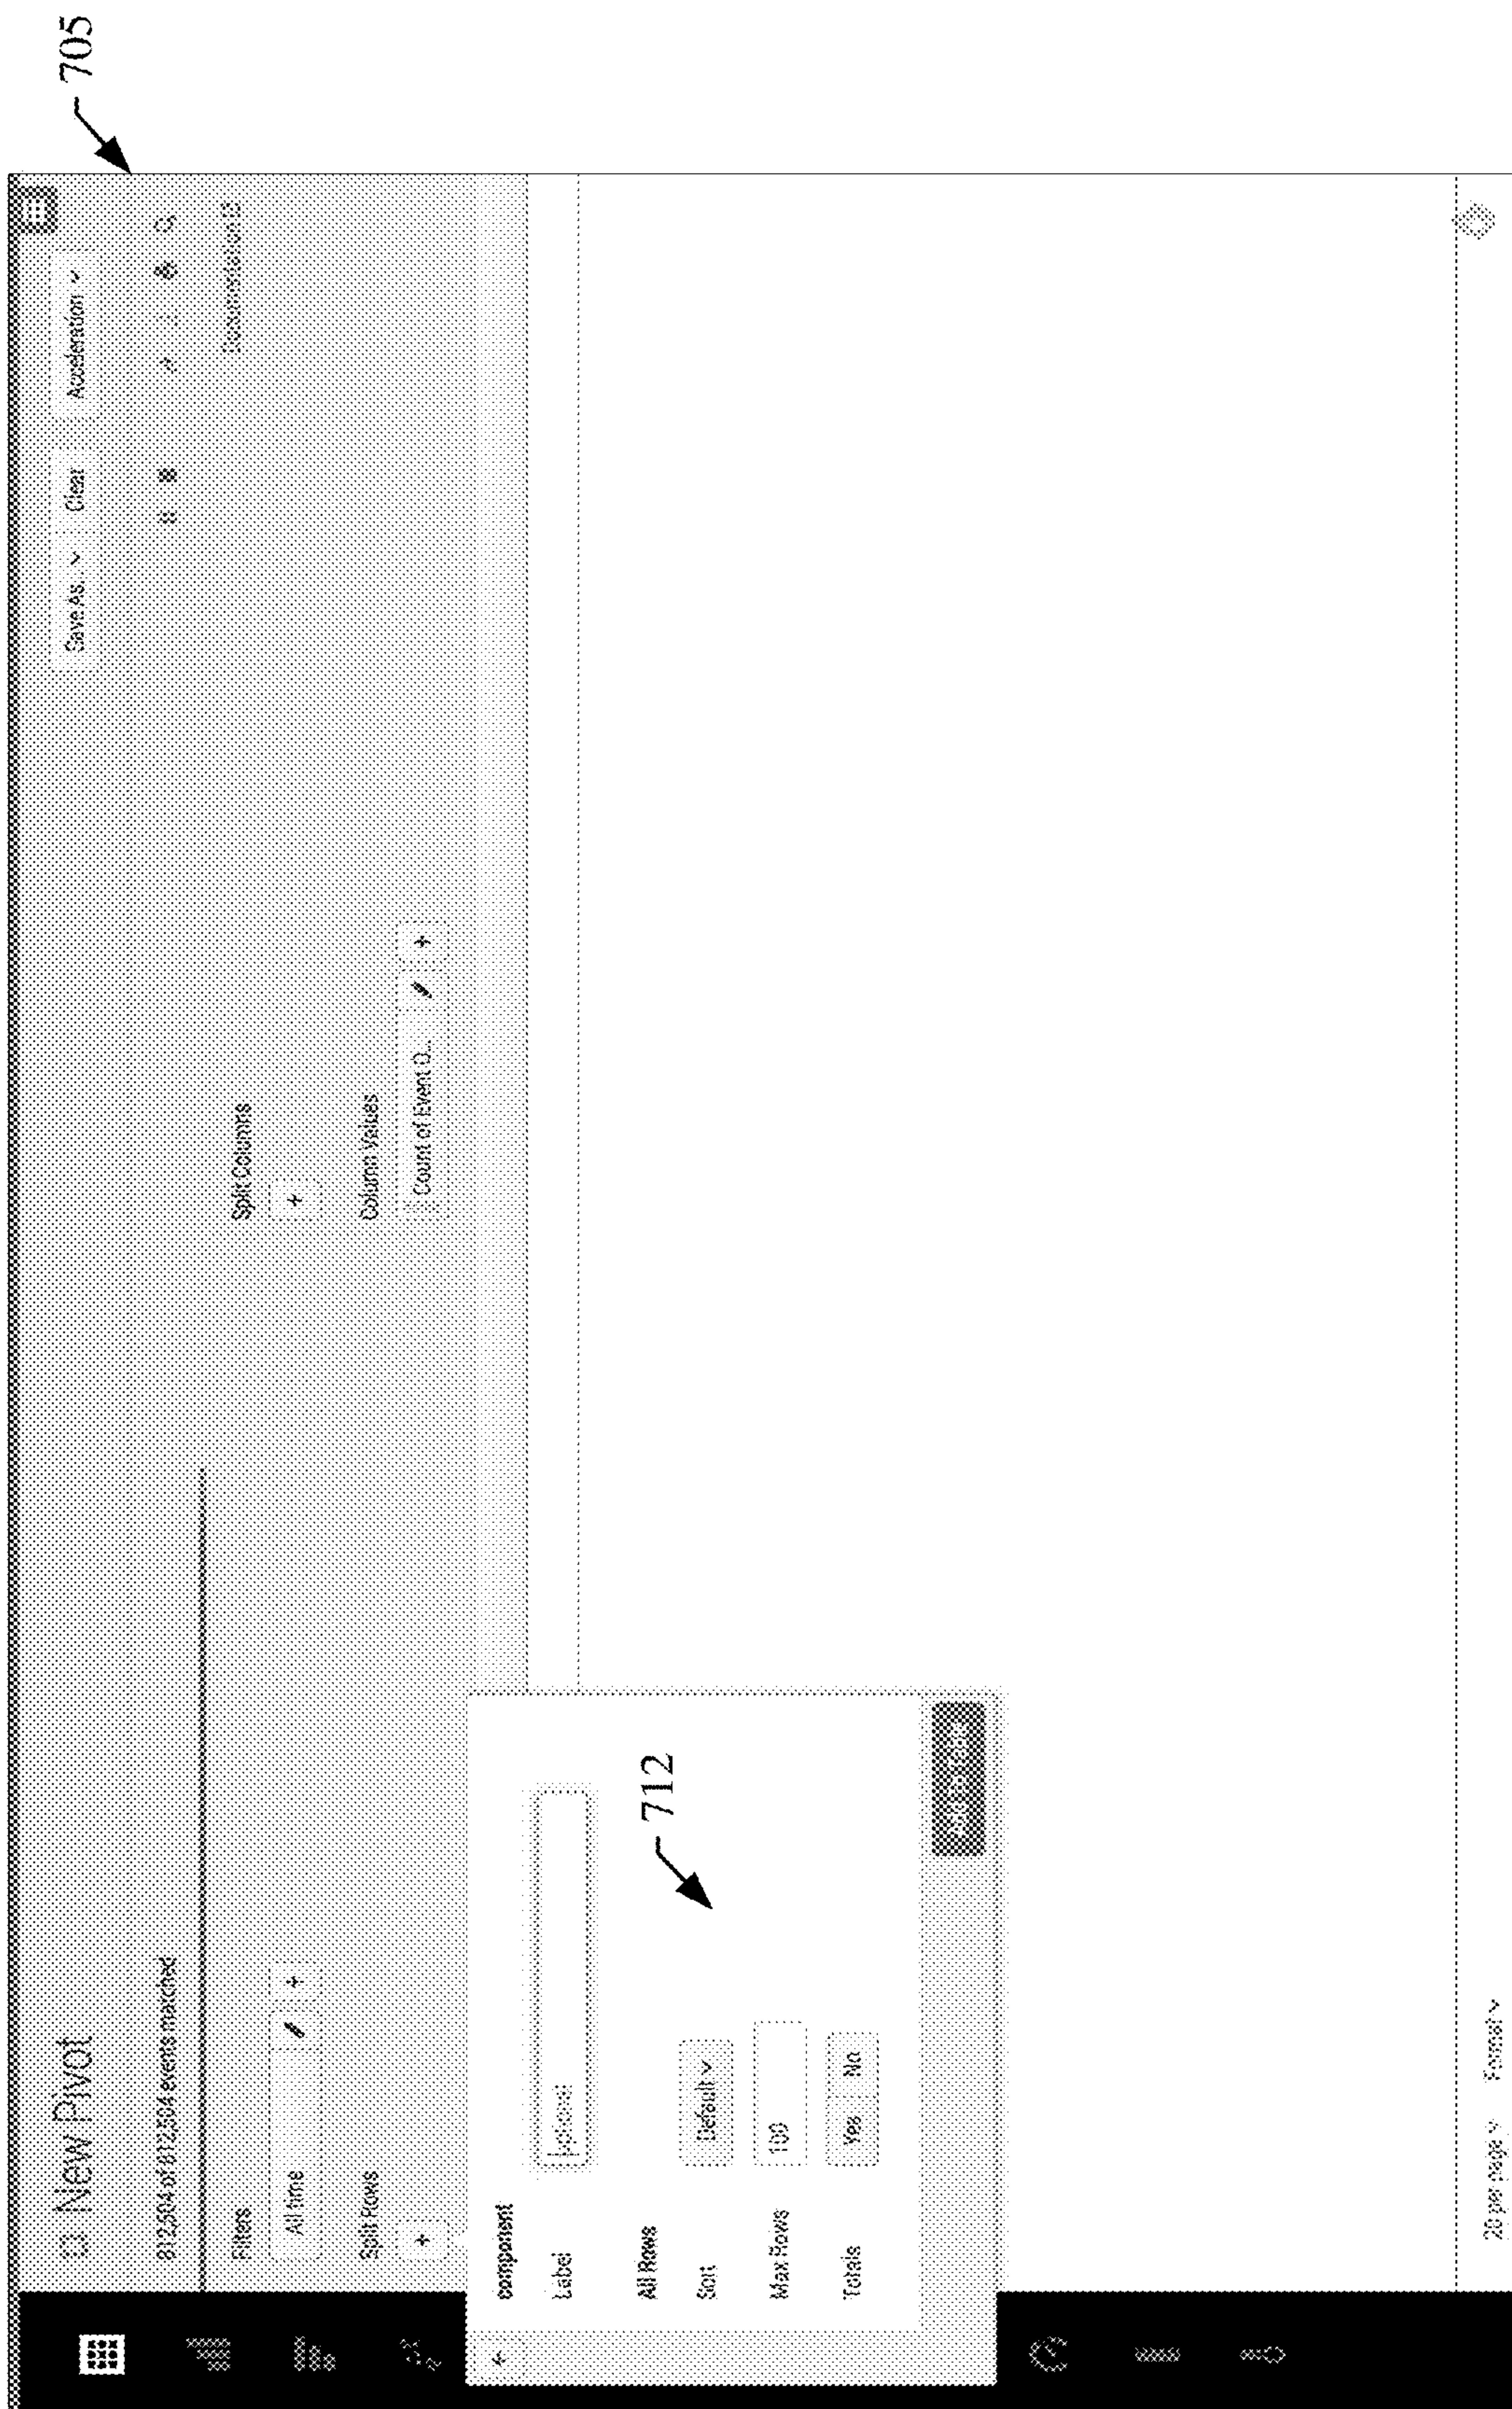 705
New Pivot
Save As... Clear Acceleration
812,504 of 812,504 events matched
Documentation
Filters
Split Columns
All time
+
+
Split Rows
Column Values
+
Count of Event O...
+
component
Label
optional
712
All Rows
Sort
Default
Max Rows
100
Totals
Yes No
20 per page Format